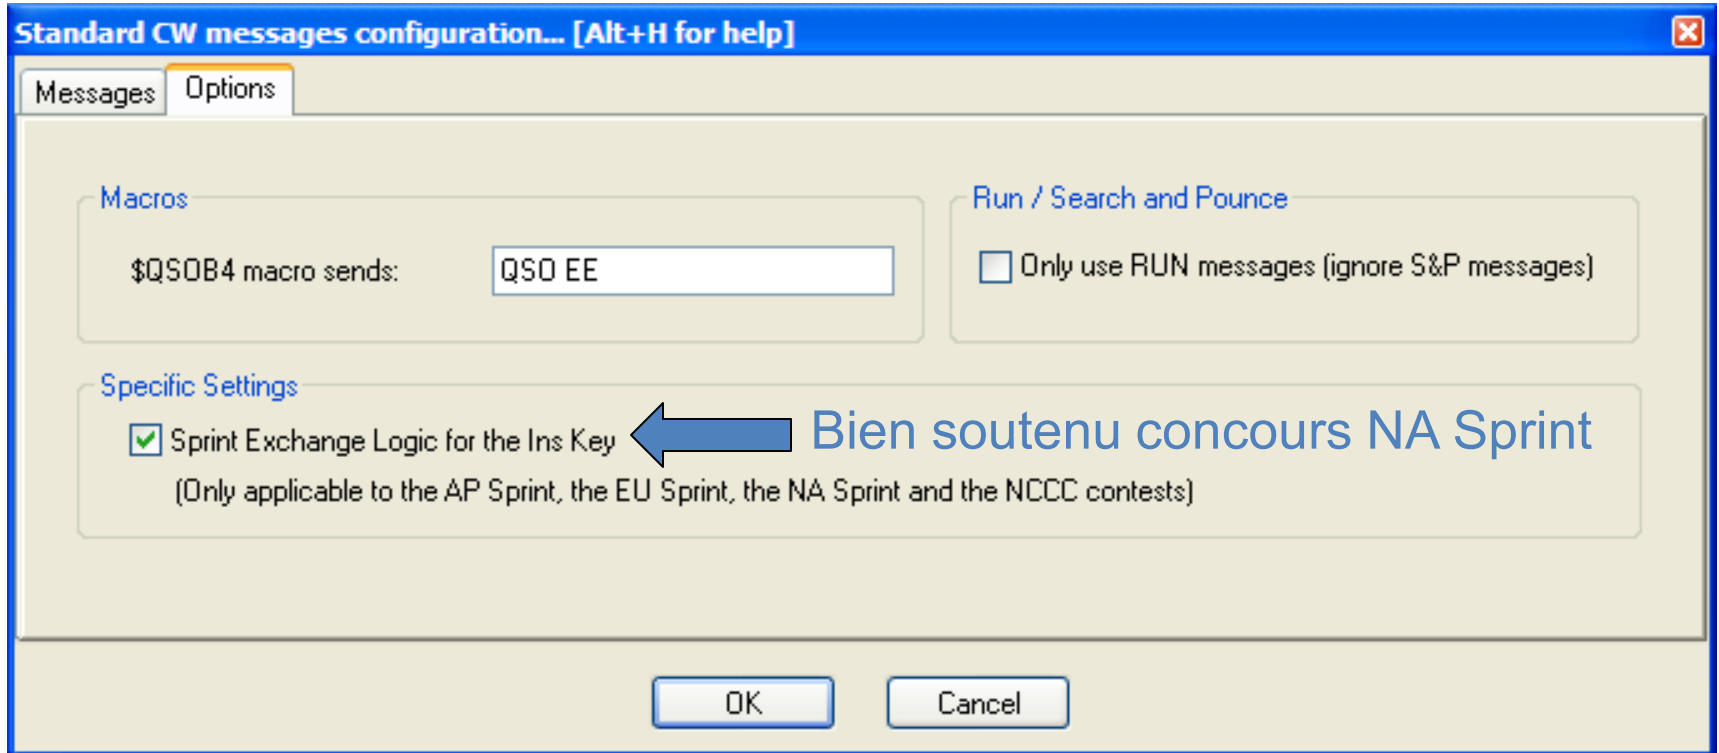 Standard CW messages configuration... [Alt+H for help]
Messages
Options
Macros
$QSOB4 macro sends:
QSO EE
Run / Search and Pounce
Only use RUN messages (ignore S&P messages)
Specific Settings
Sprint Exchange Logic for the Ins Key
Bien soutenu concours NA Sprint
(Only applicable to the AP Sprint, the EU Sprint, the NA Sprint and the NCCC contests)
OK
Cancel